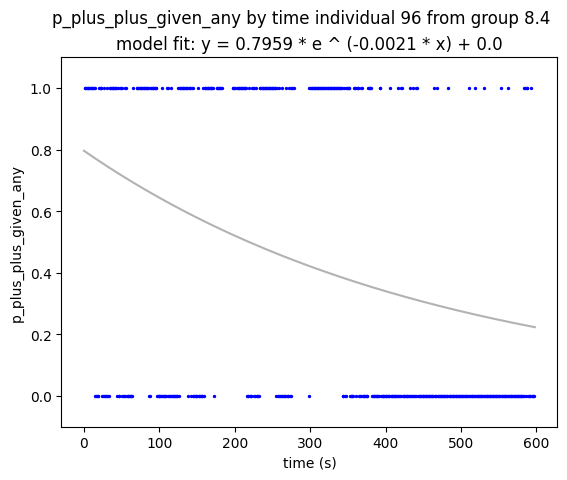 p_plus_plus_given_any by time individual 96 from group 8.4
model fit: y = 0.7959 * e ^ (-0.0021 * x) + 0.0
p_plus_plus_given_any
1.0
0.8
0.6
0.4
0.2
0.0
0 100 200 300 400 500 600
time (s)